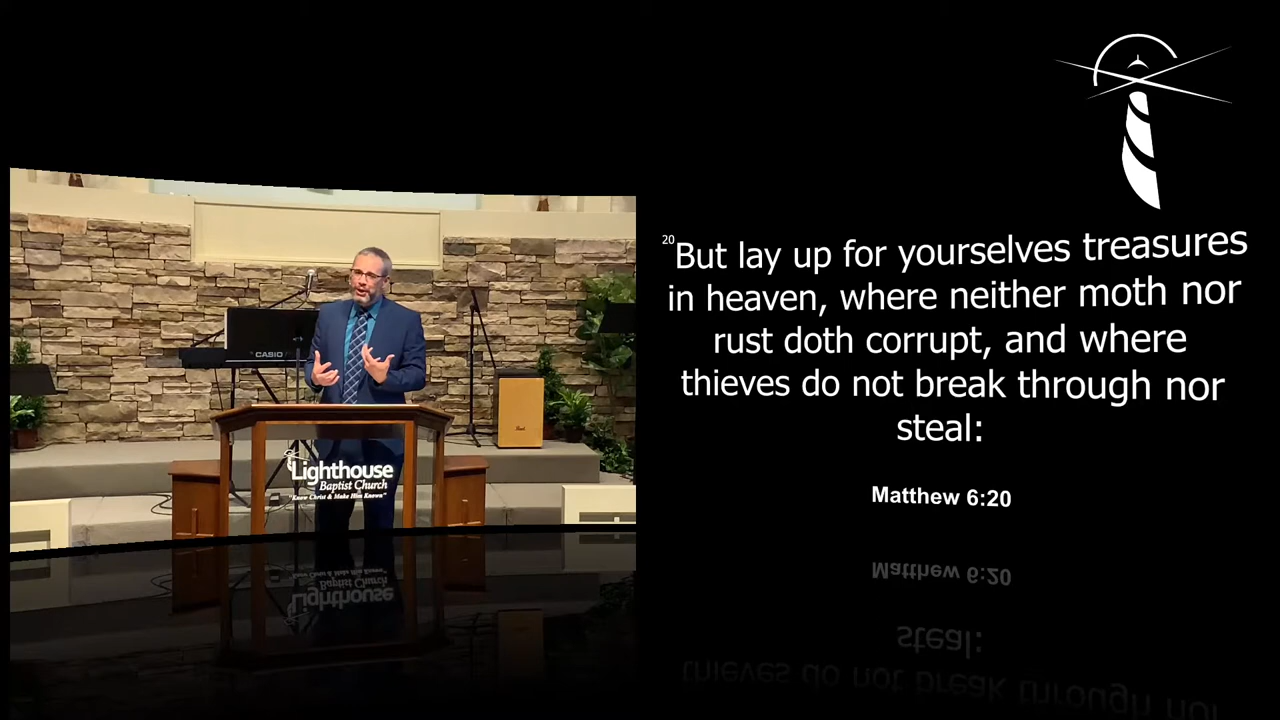 CASIO
Lighthouse
Baptist Church
"Know Christ & Make Him Known"
20But lay up for yourselves treasures
in heaven, where neither moth nor
rust doth corrupt, and where
thieves do not break through nor
steal:
Matthew 6:20